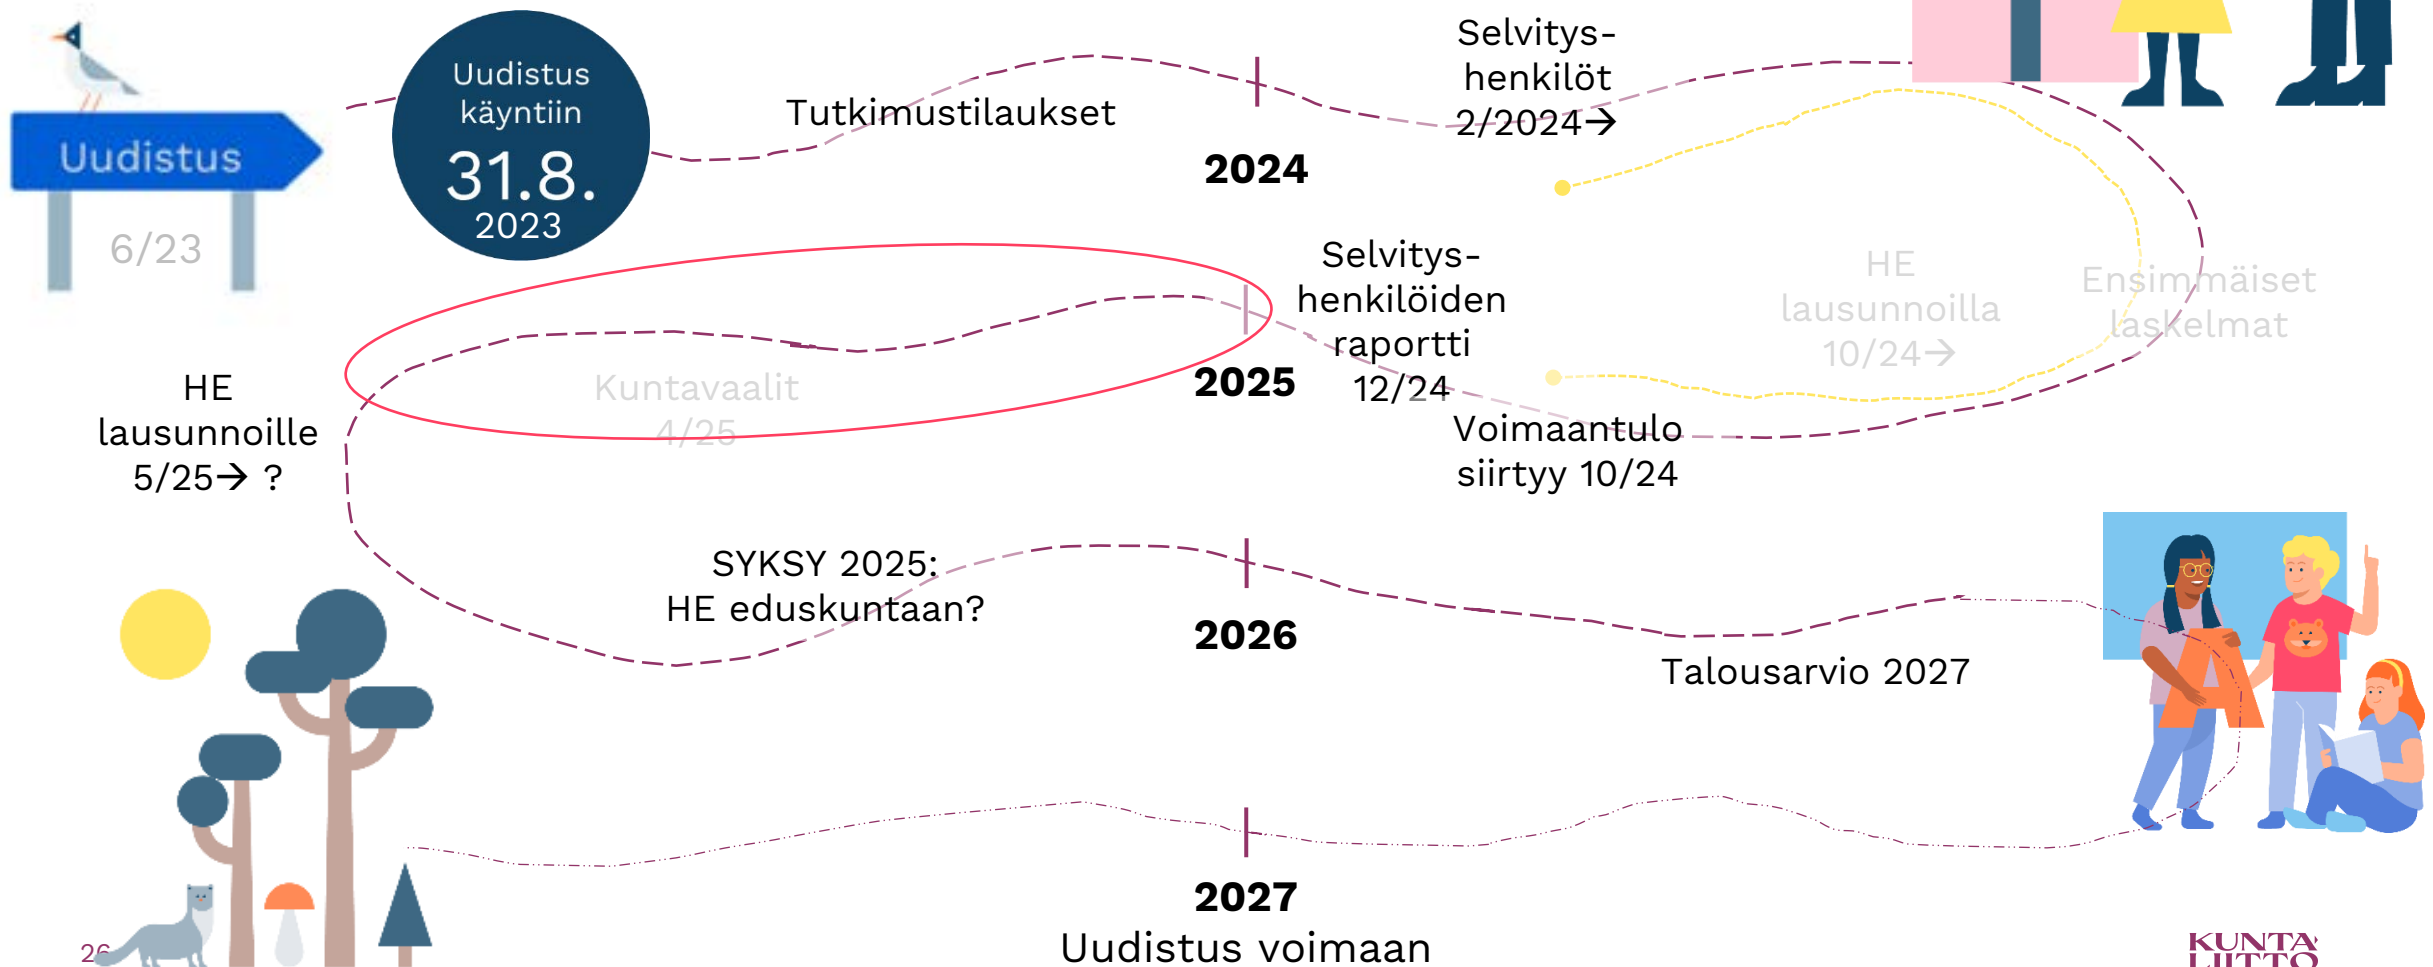 Uudistus
6/23
Uudistus
käyntiin
31.8.
2023
Tutkimustilaukset
2024
Selvitys-
henkilöt
2/2024→
Ensimmäiset
laskelmat
HE
lausunnoilla
10/24→
Voimaantulo
siirtyy 10/24
Selvitys-
henkilöiden
raportti
12/24
2025
Kuntavaalit
4/25
HE
lausunnoille
5/25→ ?
SYKSY 2025:
HE eduskuntaan?
2026
Talousarvio 2027
2027
Uudistus voimaan
26
KUNTA
LIITTO